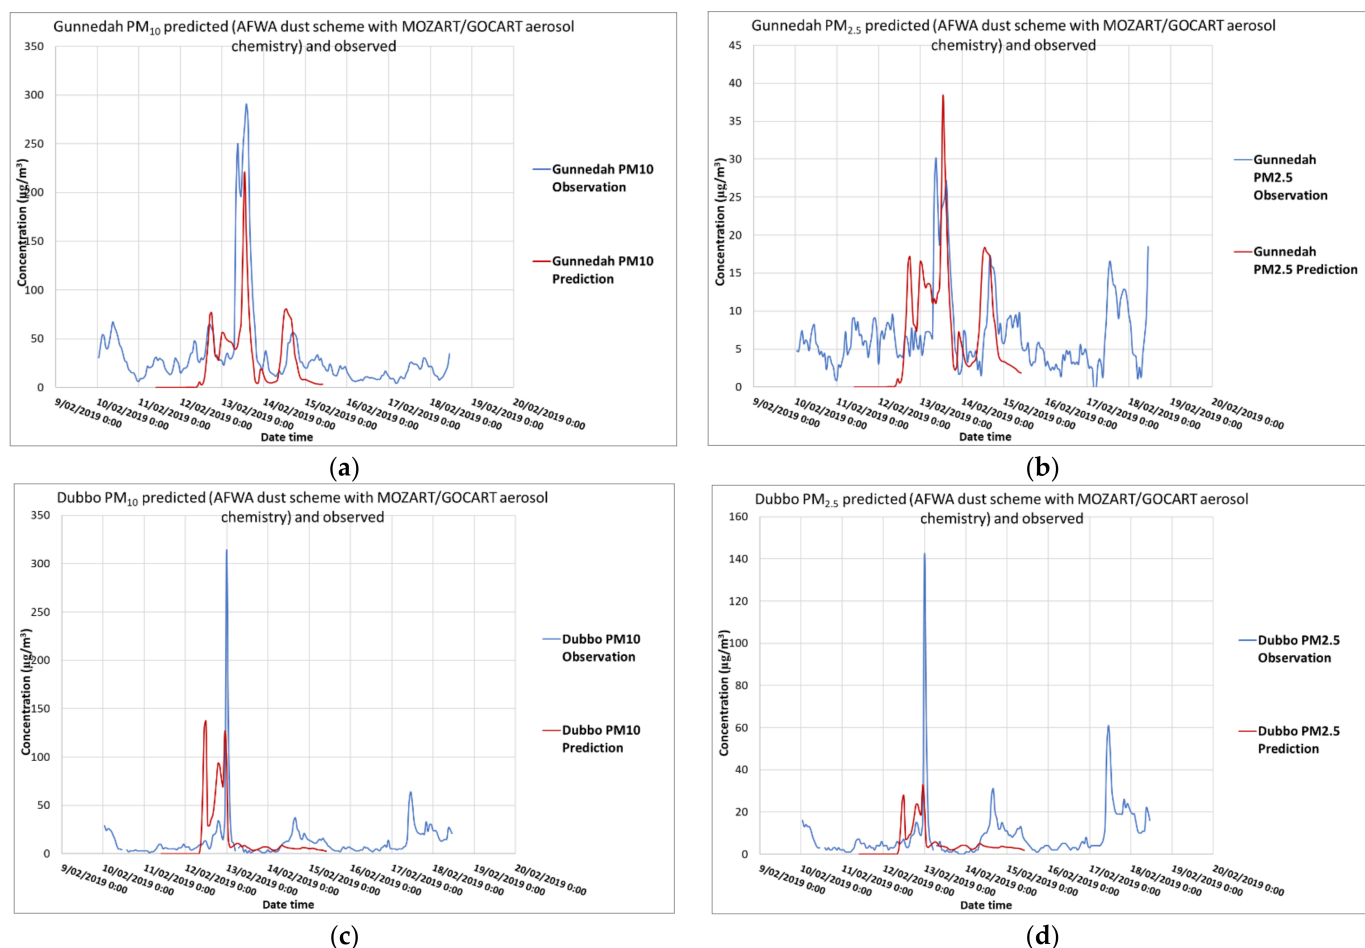 Gunnedah PM10 predicted (AFWA dust scheme with MOZART/GOCART aerosol
chemistry) and observed
350
300
250
200
150
100
50
0
Concentration (µg/m³)
Gunnedah PM10
Observation
Gunnedah PM10
Prediction
9/02/2019 0:00
10/02/2019 0:00
11/02/2019 0:00
12/02/2019 0:00
13/02/2019 0:00
14/02/2019 0:00
15/02/2019 0:00
16/02/2019 0:00
17/02/2019 0:00
18/02/2019 0:00
19/02/2019 0:00
20/02/2019 0:00
Date time
(a)
Gunnedah PM2.5 predicted (AFWA dust scheme with MOZART/GOCART aerosol
chemistry) and observed
45
40
35
30
25
20
15
10
5
0
Concentration (µg/m³)
Gunnedah
PM2.5
Observation
Gunnedah
PM2.5 Prediction
9/02/2019 0:00
10/02/2019 0:00
11/02/2019 0:00
12/02/2019 0:00
13/02/2019 0:00
14/02/2019 0:00
15/02/2019 0:00
16/02/2019 0:00
17/02/2019 0:00
18/02/2019 0:00
19/02/2019 0:00
20/02/2019 0:00
Date time
(b)
Dubbo PM10 predicted (AFWA dust scheme with MOZART/GOCART aerosol
chemistry) and observed
350
300
250
200
150
100
50
0
Concentration (µg/m³)
Dubbo PM10
Observation
Dubbo PM10
Prediction
9/02/2019 0:00
10/02/2019 0:00
11/02/2019 0:00
12/02/2019 0:00
13/02/2019 0:00
14/02/2019 0:00
15/02/2019 0:00
16/02/2019 0:00
17/02/2019 0:00
18/02/2019 0:00
19/02/2019 0:00
20/02/2019 0:00
Date time
(c)
Dubbo PM2.5 predicted (AFWA dust scheme with MOZART/GOCART aerosol
chemistry) and observed
160
140
120
100
80
60
40
20
0
Concentration (µg/m³)
Dubbo PM2.5
Observation
Dubbo PM2.5
Prediction
9/02/2019 0:00
10/02/2019 0:00
11/02/2019 0:00
12/02/2019 0:00
13/02/2019 0:00
14/02/2019 0:00
15/02/2019 0:00
16/02/2019 0:00
17/02/2019 0:00
18/02/2019 0:00
19/02/2019 0:00
20/02/2019 0:00
Date time
(d)